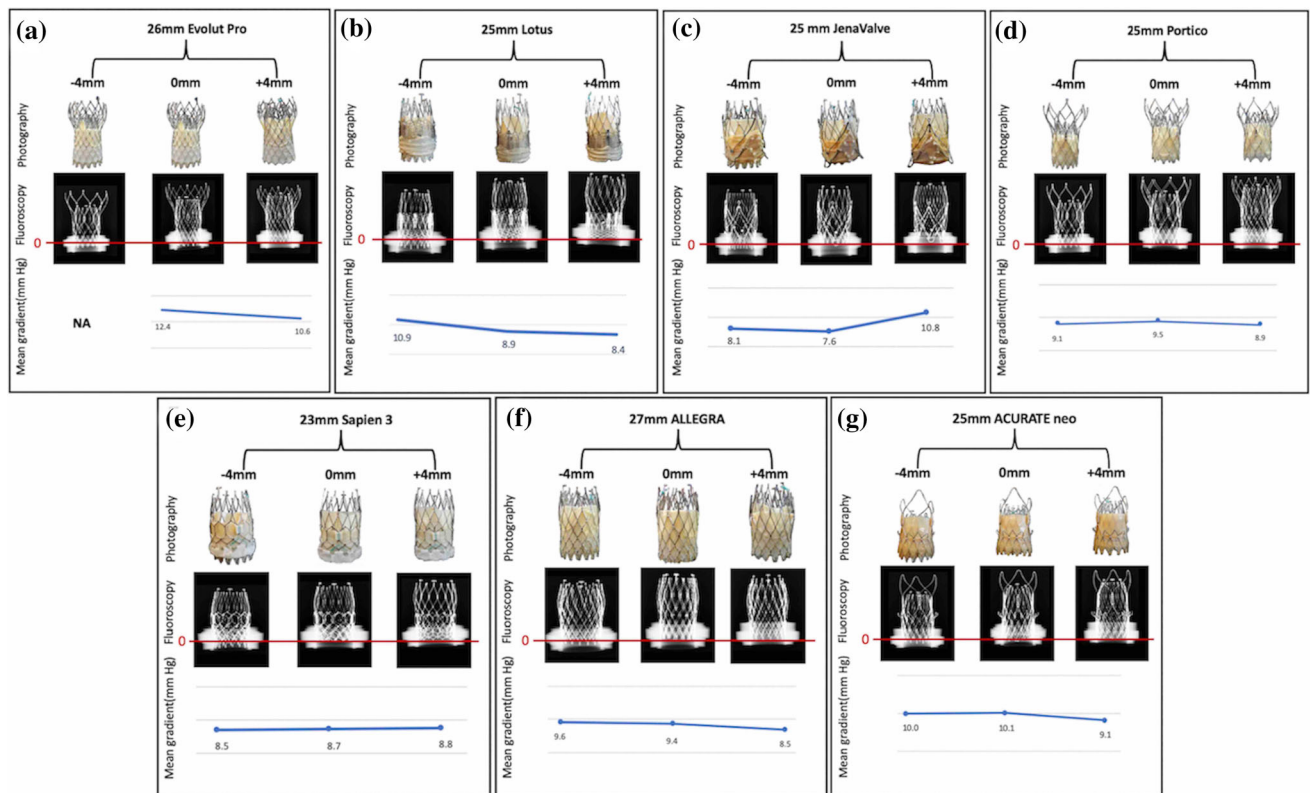 (a)
26mm Evolut Pro
-4mm 0mm +4mm
Photography
Fluoroscopy
0
Mean gradient(mm Hg)
NA
12.4
10.6
(b)
25mm Lotus
-4mm 0mm +4mm
Photography
Fluoroscopy
0
Mean gradient(mm Hg)
10.9
8.9
8.4
(c)
25 mm JenaValve
-4mm 0mm +4mm
Photography
Fluoroscopy
0
Mean gradient(mm Hg)
8.1
7.6
10.8
(d)
25mm Portico
-4mm 0mm +4mm
Photography
Fluoroscopy
0
Mean gradient(mm Hg)
9.1
9.5
8.9
(e)
23mm Sapien 3
-4mm 0mm +4mm
Photography
Fluoroscopy
0
Mean gradient(mm Hg)
8.5
8.7
8.8
(f)
27mm ALLEGRA
-4mm 0mm +4mm
Photography
Fluoroscopy
0
Mean gradient(mm Hg)
9.6
9.4
8.5
(g)
25mm ACURATE neo
-4mm 0mm +4mm
Photography
Fluoroscopy
0
Mean gradient(mm Hg)
10.0
10.1
9.1